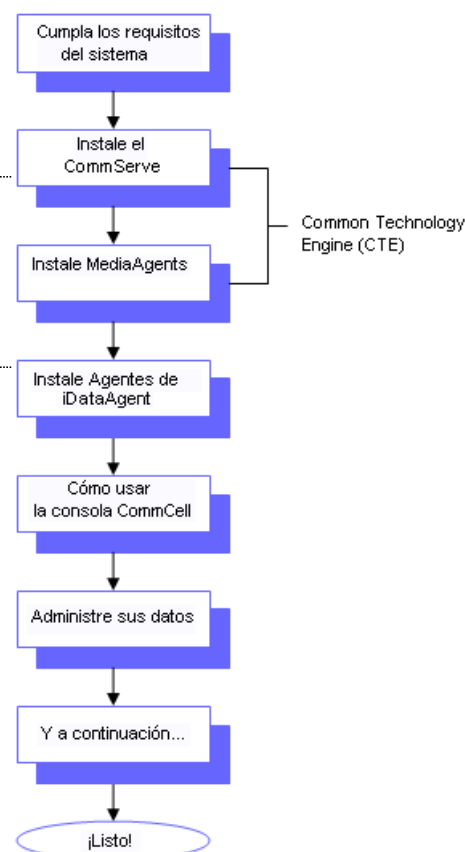 Cumpla los requisitos
del sistema
Instale el
CommServe
Common Technology
Engine (CTE)
Instale MediaAgents
Instale Agentes de
iDataAgent
Cómo usar
la consola CommCell
Administre sus datos
Y a continuación...
¡Listo!